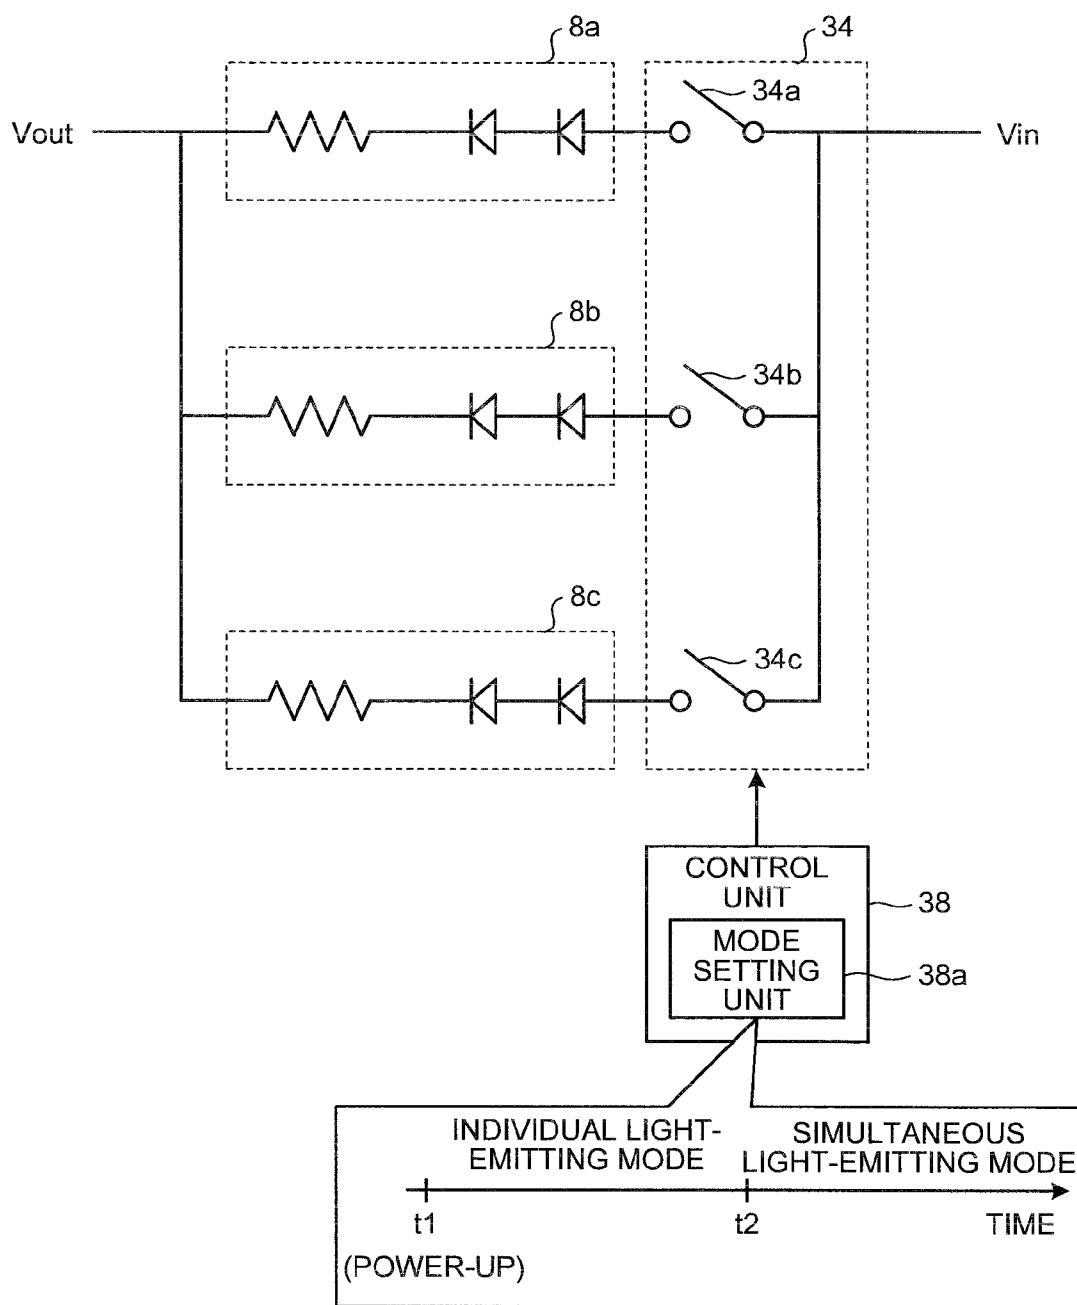 8a
34
34a
Vout
Vin
8b
34b
8c
34c
CONTROL
UNIT
38
MODE
SETTING
UNIT
38a
INDIVIDUAL LIGHT-
EMITTING MODE
SIMULTANEOUS
LIGHT-EMITTING MODE
t1
t2
TIME
(POWER-UP)